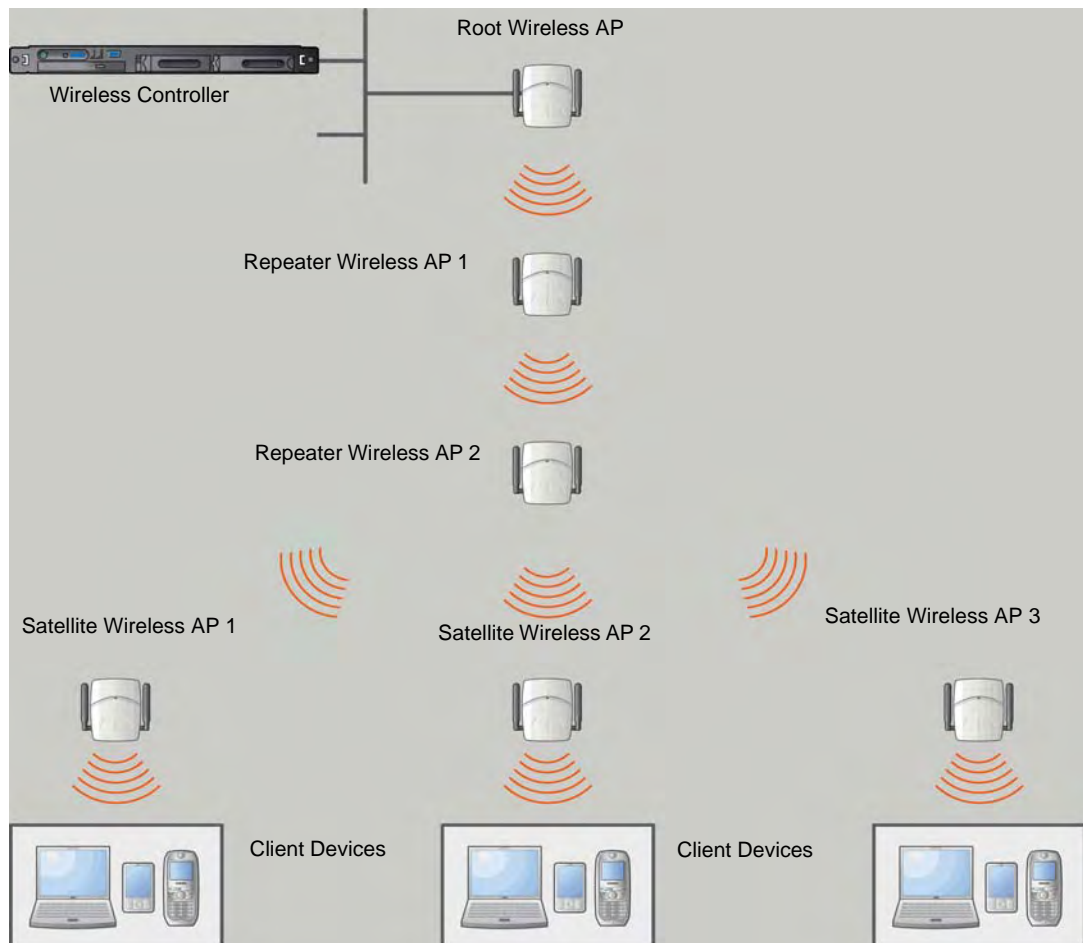 Root Wireless AP
Wireless Controller
Repeater Wireless AP 1
Repeater Wireless AP 2
Satellite Wireless AP 1
Satellite Wireless AP 2
Satellite Wireless AP 3
Client Devices
Client Devices